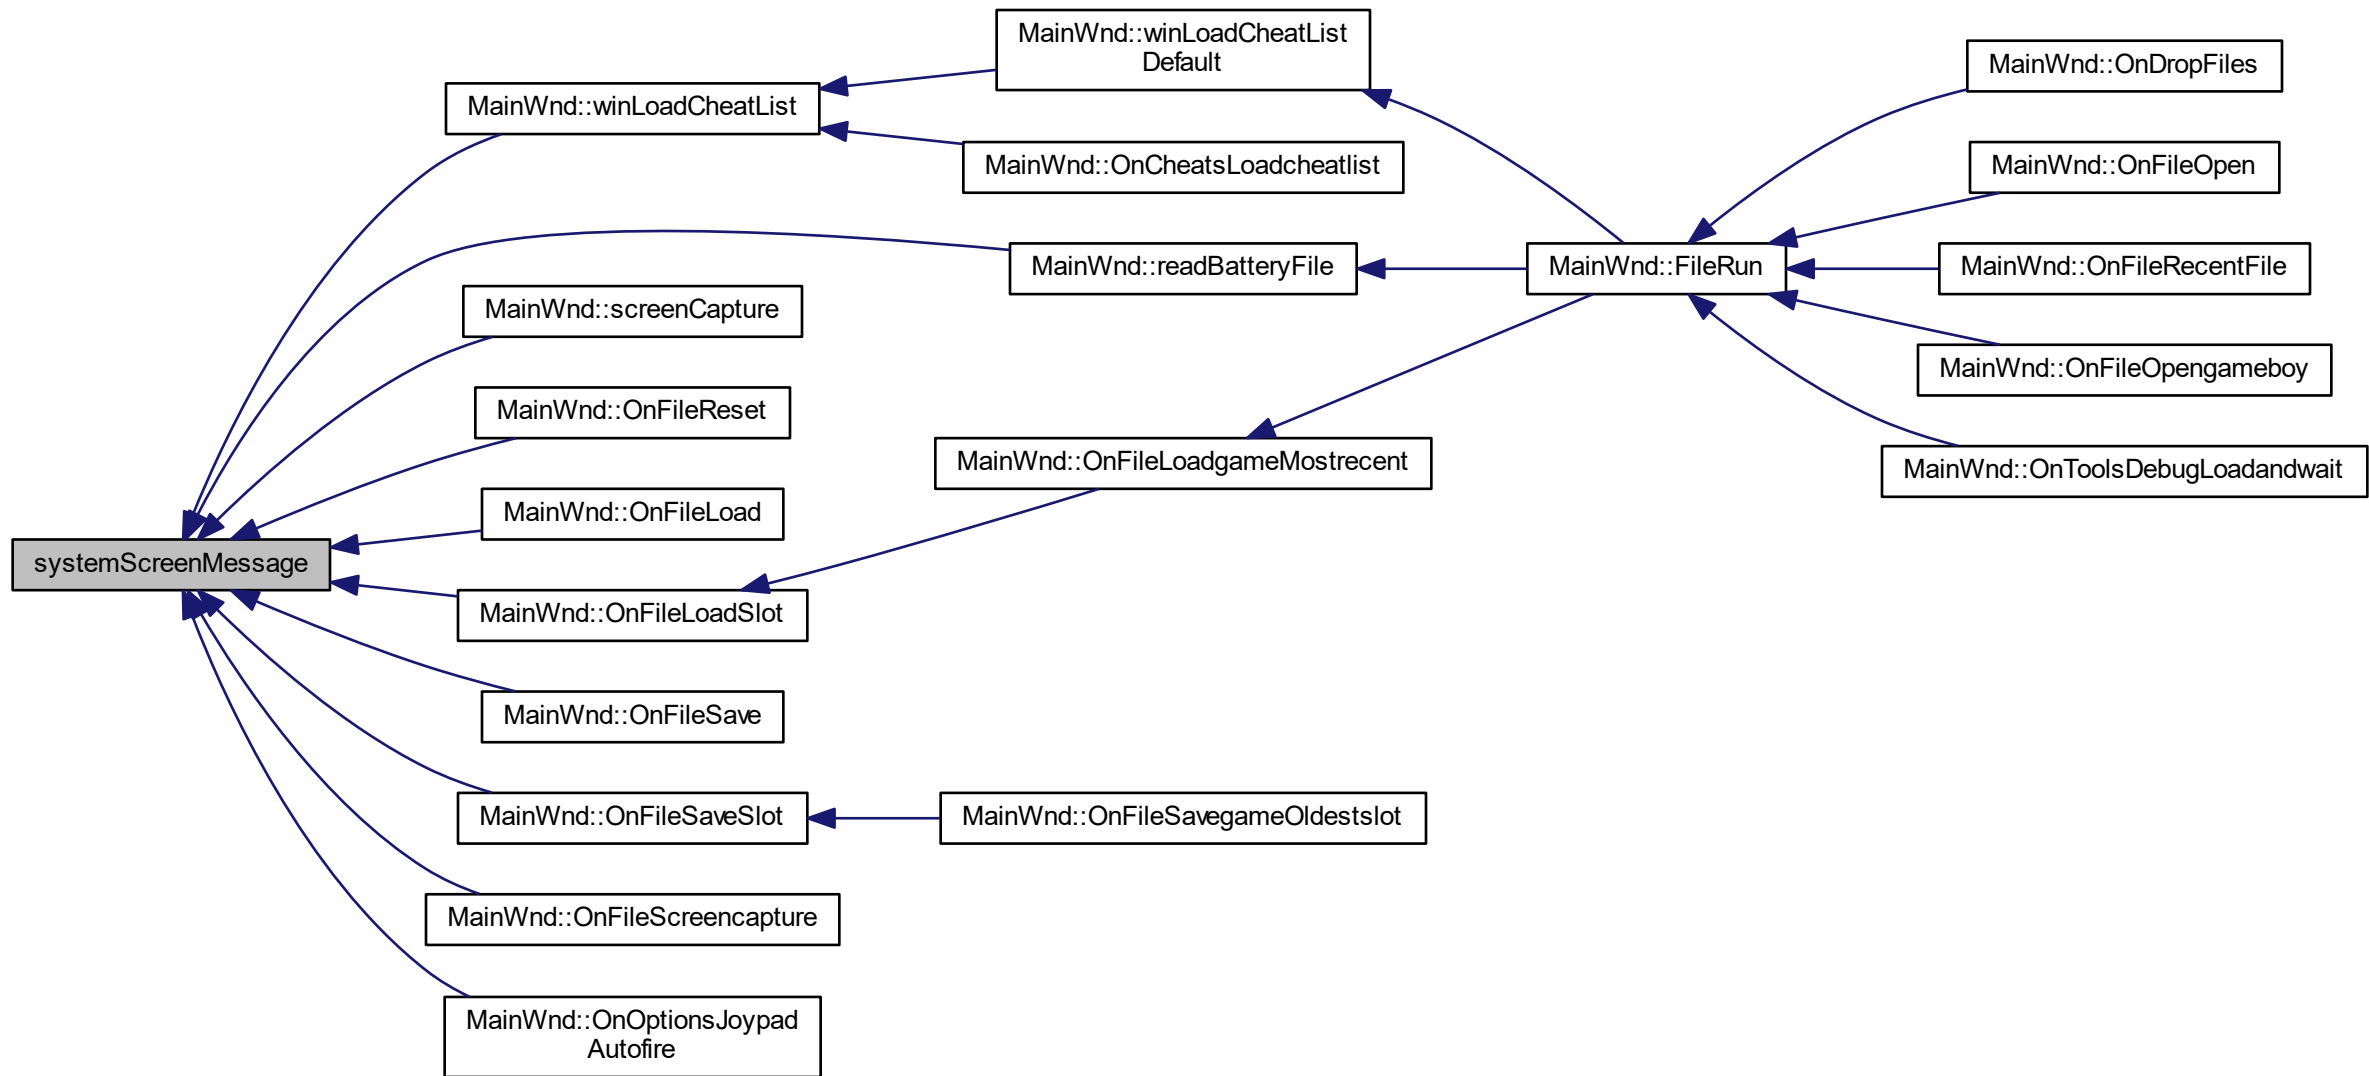 MainWnd::winLoadCheatList
Default
MainWnd::OnDropFiles
MainWnd::winLoadCheatList
MainWnd::OnCheatsLoadcheatlist
MainWnd::OnFileOpen
MainWnd::readBatteryFile
MainWnd::FileRun
MainWnd::OnFileRecentFile
MainWnd::screenCapture
MainWnd::OnFileOpengameboy
MainWnd::OnFileReset
MainWnd::OnFileLoadgameMostrecent
MainWnd::OnToolsDebugLoadandwait
MainWnd::OnFileLoad
systemScreenMessage
MainWnd::OnFileLoadSlot
MainWnd::OnFileSave
MainWnd::OnFileSaveSlot
MainWnd::OnFileSavegameOldestslot
MainWnd::OnFileScreencapture
MainWnd::OnOptionsJoypad
Autofire